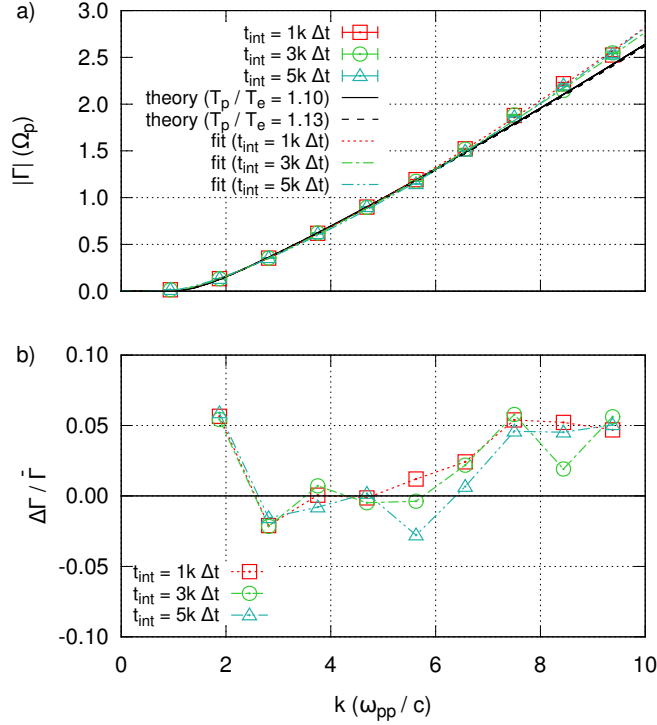 a)
3.0
2.5
2.0
1.5
1.0
0.5
0.0
|Γ| (Ωp)
tint = 1k Δt
tint = 3k Δt
tint = 5k Δt
theory (Tp / Te = 1.10)
theory (Tp / Te = 1.13)
fit (tint = 1k Δt)
fit (tint = 3k Δt)
fit (tint = 5k Δt)
b)
0.10
0.05
0.00
-0.05
-0.10
ΔΓ / Γ̄
tint = 1k Δt
tint = 3k Δt
tint = 5k Δt
0 2 4 6 8 10
k (ωpp / c)